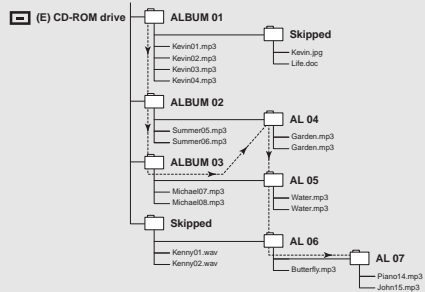 (E) CD-ROM drive
ALBUM 01
Kevin01.mp3
Kevin02.mp3
Kevin03.mp3
Kevin04.mp3
Skipped
Kevin.jpg
Life.doc
ALBUM 02
Summer05.mp3
Summer06.mp3
AL 04
Garden.mp3
Garden.mp3
ALBUM 03
Michael07.mp3
Michael08.mp3
AL 05
Water.mp3
Water.mp3
Skipped
Kenny01.wav
Kenny02.wav
AL 06
Butterfly.mp3
AL 07
Piano14.mp3
John15.mp3